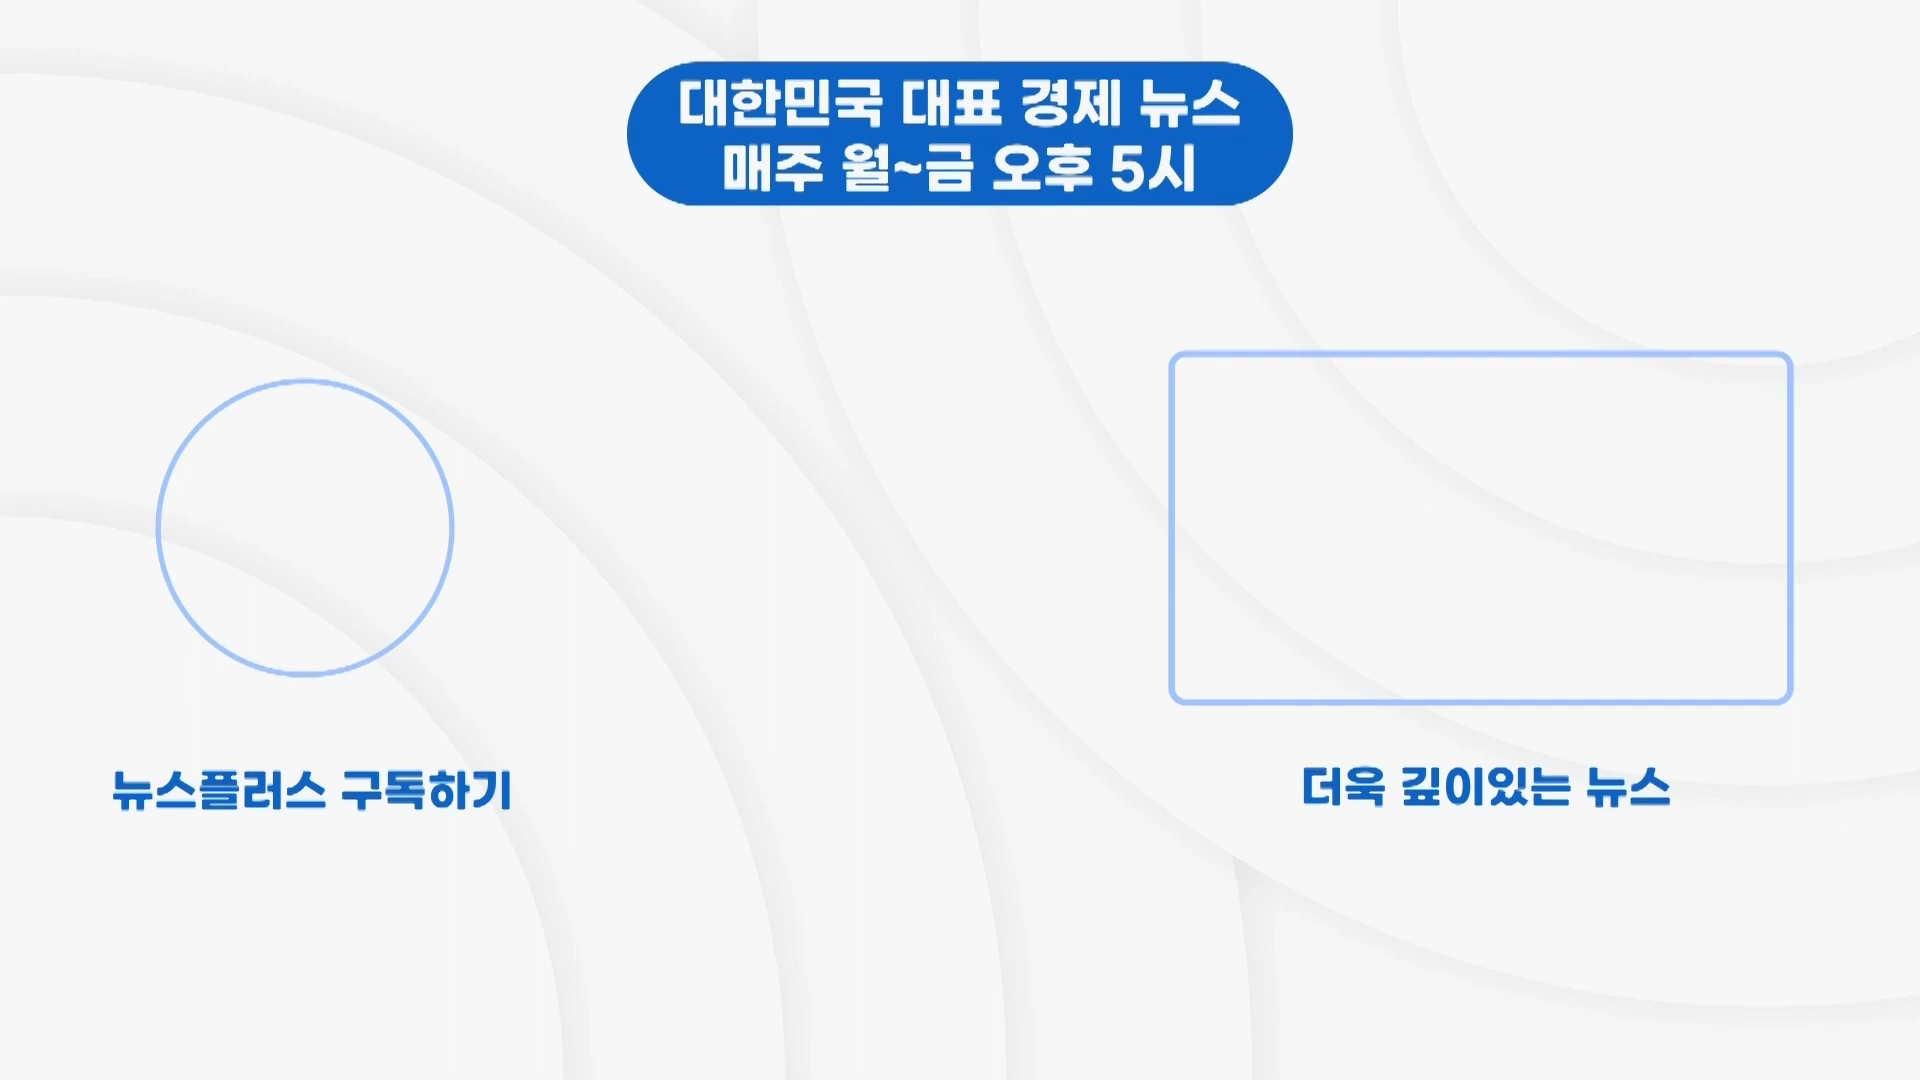 대한민국 대표 경제 뉴스
매주 월~금 오후 5시
뉴스플러스 구독하기
더욱 깊이있는 뉴스